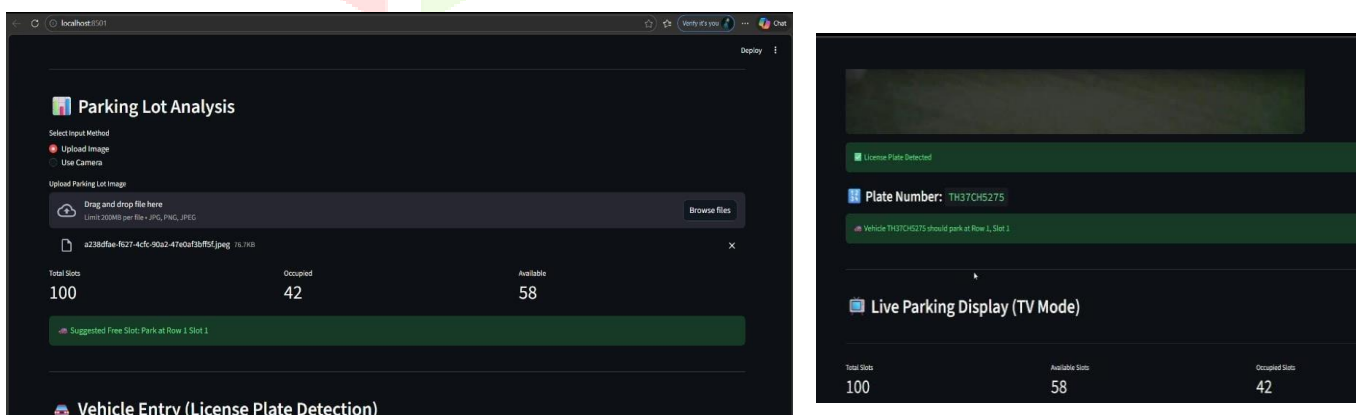 localhost:8501
Verify it's you
Chat
Deploy
Parking Lot Analysis
Select Input Method
Upload Image
Use Camera
Upload Parking Lot Image
Drag and drop file here
Limit 200MB per file • JPG, PNG, JPEG
Browse files
a238dfae-f627-4cfc-90a2-47e0af3bff5f.jpeg 76.7KB
Total Slots
Occupied
Available
100
42
58
Suggested Free Slot: Park at Row 1 Slot 1
Vehicle Entry (License Plate Detection)
License Plate Detected
Plate Number: TH37CH5275
Vehicle TH37CH5275 should park at Row 1, Slot 1
Live Parking Display (TV Mode)
Total Slots
Available Slots
Occupied Slots
100
58
42